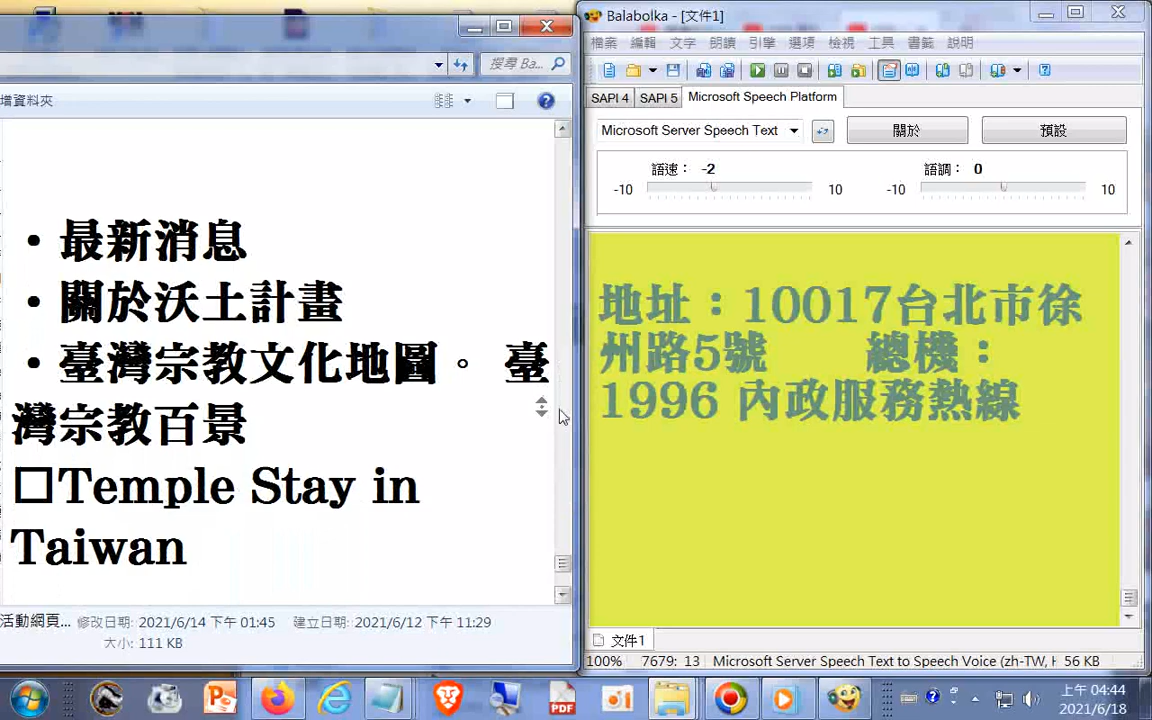 搜尋 Ba...
增資料夾
• 最新消息
• 關於沃土計畫
• 臺灣宗教文化地圖。 臺
灣宗教百景
□Temple Stay in
Taiwan
活動網頁... 修改日期: 2021/6/14 下午 01:45 建立日期: 2021/6/12 下午 11:29
大小: 111 KB
Balabolka - [文件1]
檔案 編輯 文字 朗讀 引擎 選項 檢視 工具 書籤 說明
SAPI 4 SAPI 5 Microsoft Speech Platform
Microsoft Server Speech Text 關於 預設
語速： -2 語調： 0
-10 10 -10 10
地址：10017台北市徐
州路5號 總機：
1996 內政服務熱線
文件1
100% 7679: 13 Microsoft Server Speech Text to Speech Voice (zh-TW, H 56 KB
PDF
上午 04:44
2021/6/18